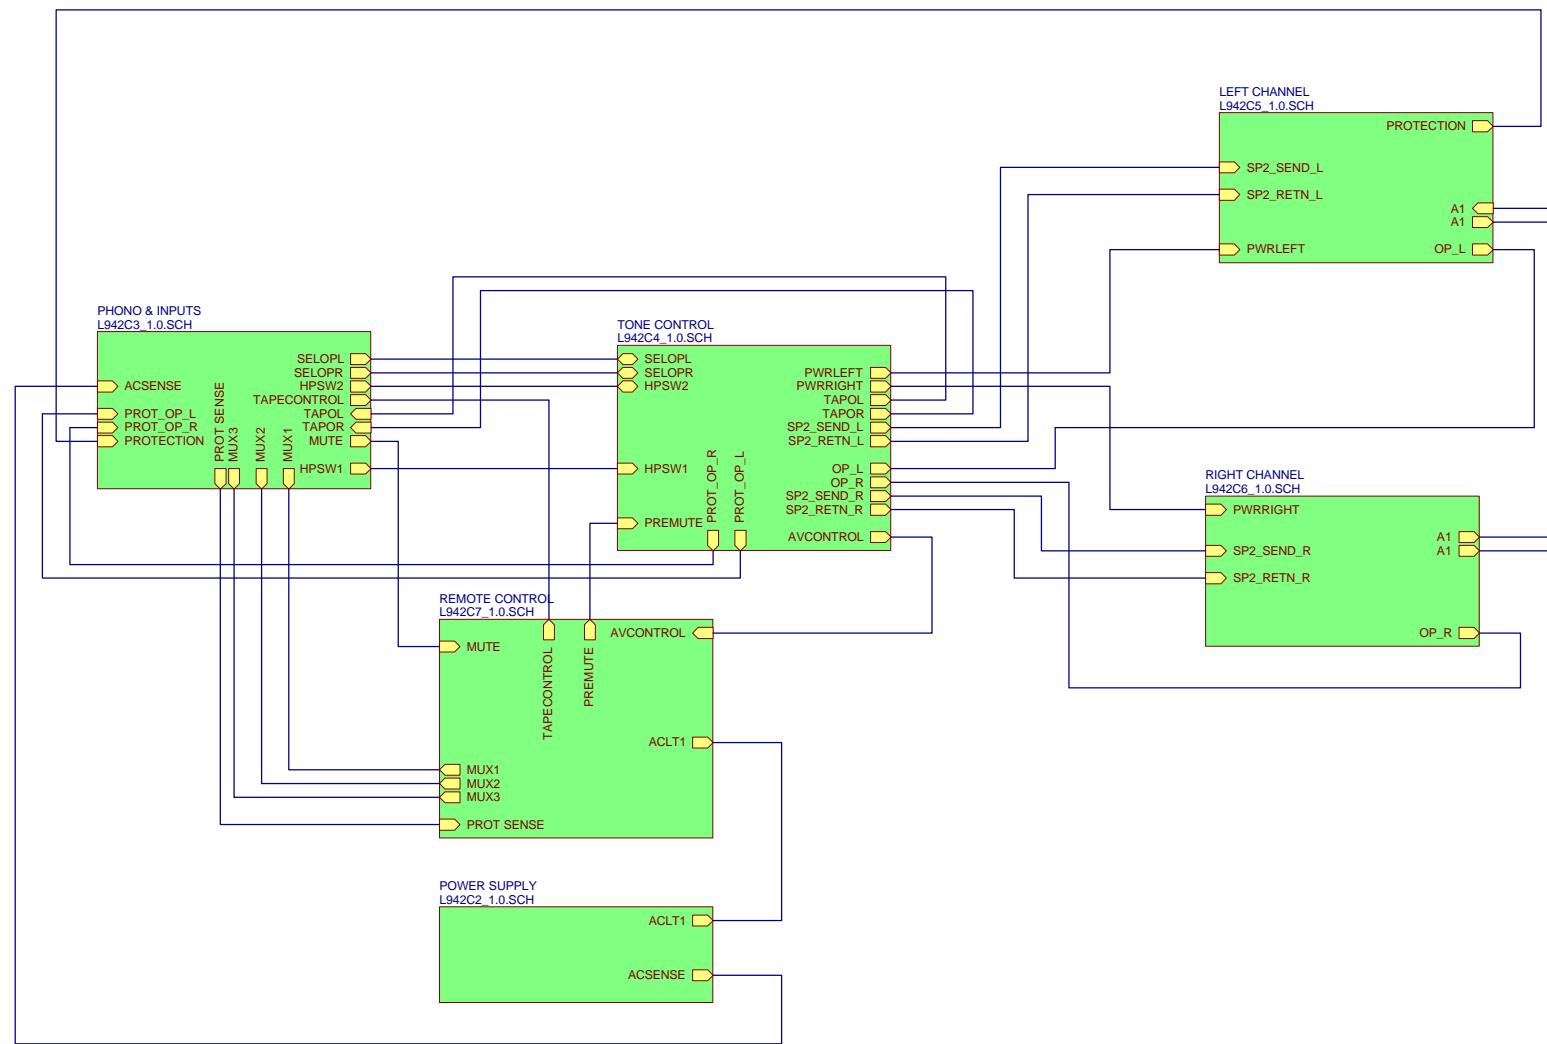 LEFT CHANNEL
L942C5_1.0.SCH
PROTECTION
SP2_SEND_L
SP2_RETN_L
A1
A1
PWRLEFT
OP_L
PHONO & INPUTS
L942C3_1.0.SCH
SELOPL
SELOPR
HPSW2
TAPECONTROL
TAPOL
TAPOR
MUTE
HPSW1
ACSENSE
PROT_OP_L
PROT_OP_R
PROTECTION
PROT SENSE
MUX3
MUX2
MUX1
TONE CONTROL
L942C4_1.0.SCH
SELOPL
SELOPR
HPSW2
HPSW1
PREMUTE
PROT_OP_R
PROT_OP_L
PWRLEFT
PWRRIGHT
TAPOL
TAPOR
SP2_SEND_L
SP2_RETN_L
OP_L
OP_R
SP2_SEND_R
SP2_RETN_R
AVCONTROL
RIGHT CHANNEL
L942C6_1.0.SCH
PWRRIGHT
SP2_SEND_R
SP2_RETN_R
A1
A1
OP_R
REMOTE CONTROL
L942C7_1.0.SCH
MUTE
TAPECONTROL
PREMUTE
AVCONTROL
ACLT1
MUX1
MUX2
MUX3
PROT SENSE
POWER SUPPLY
L942C2_1.0.SCH
ACLT1
ACSENSE